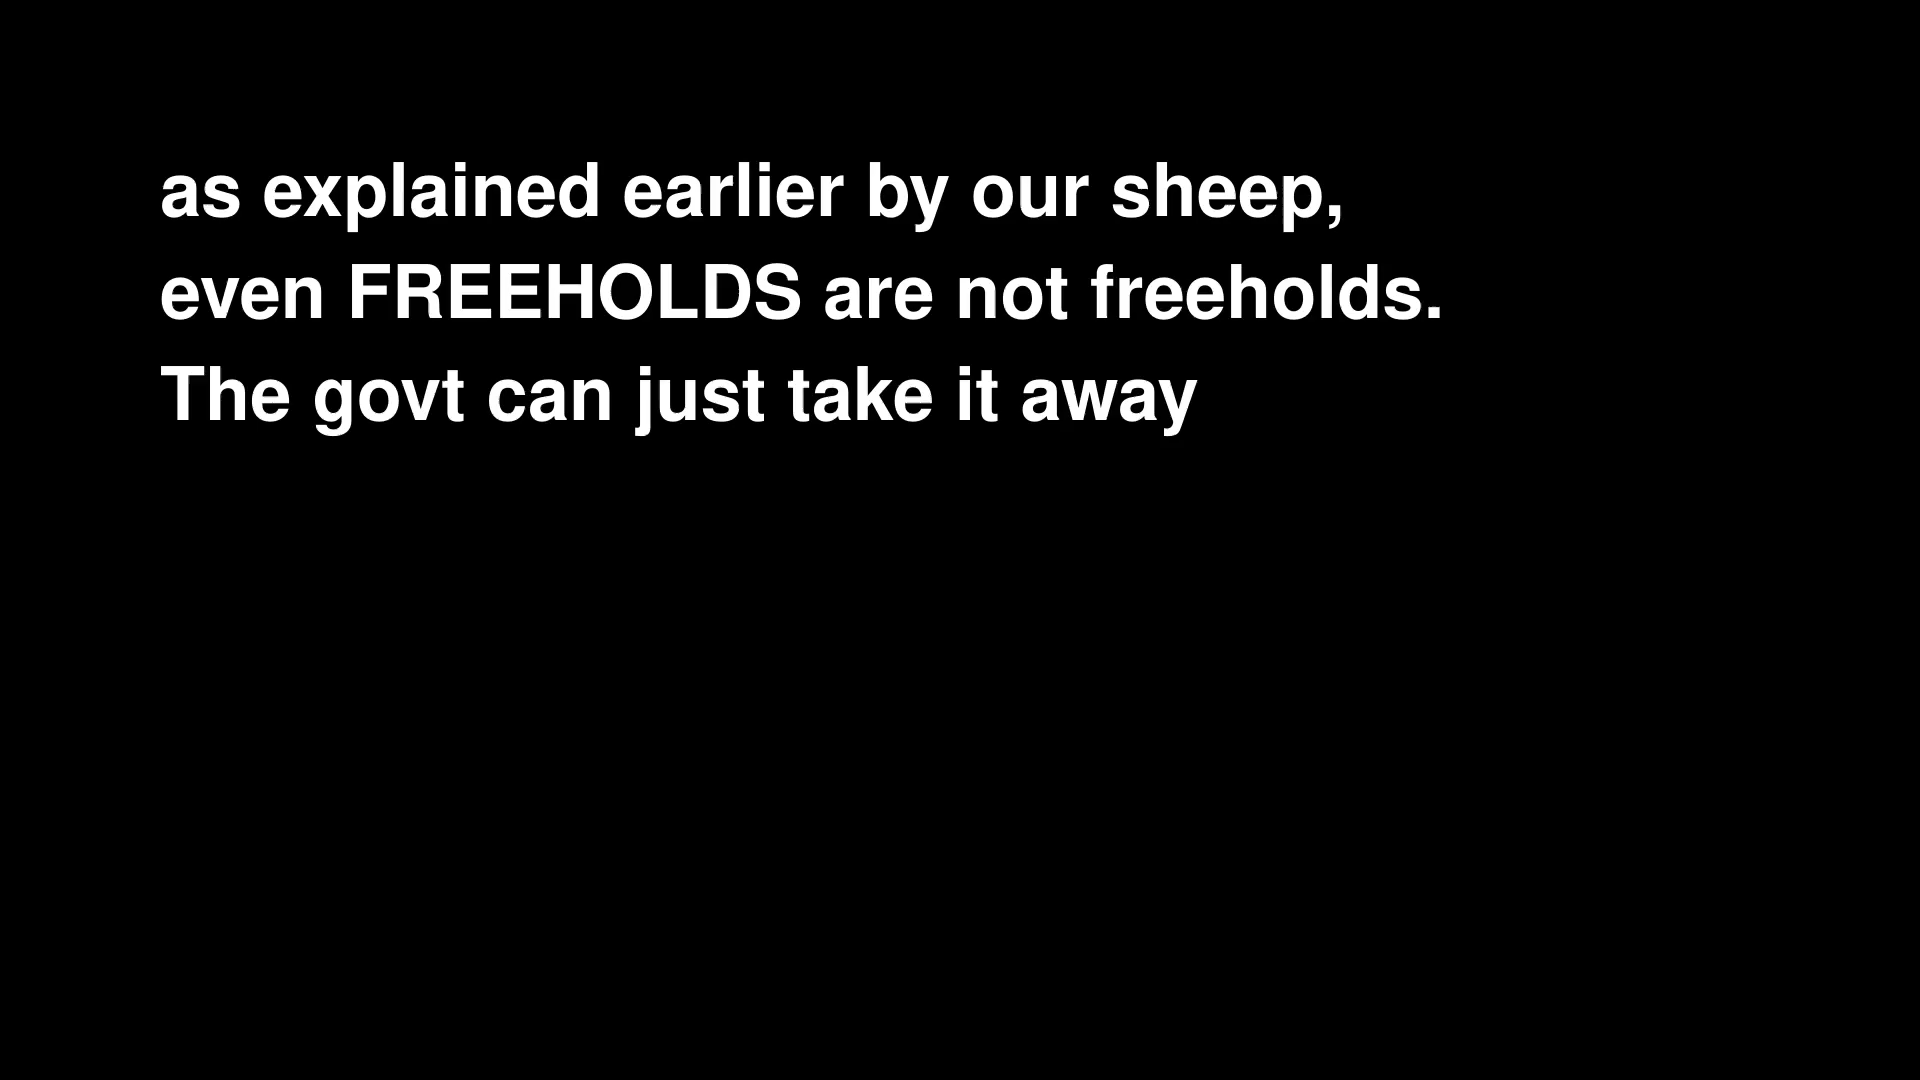 as explained earlier by our sheep,
even FREEHOLDS are not freeholds.
The govt can just take it away